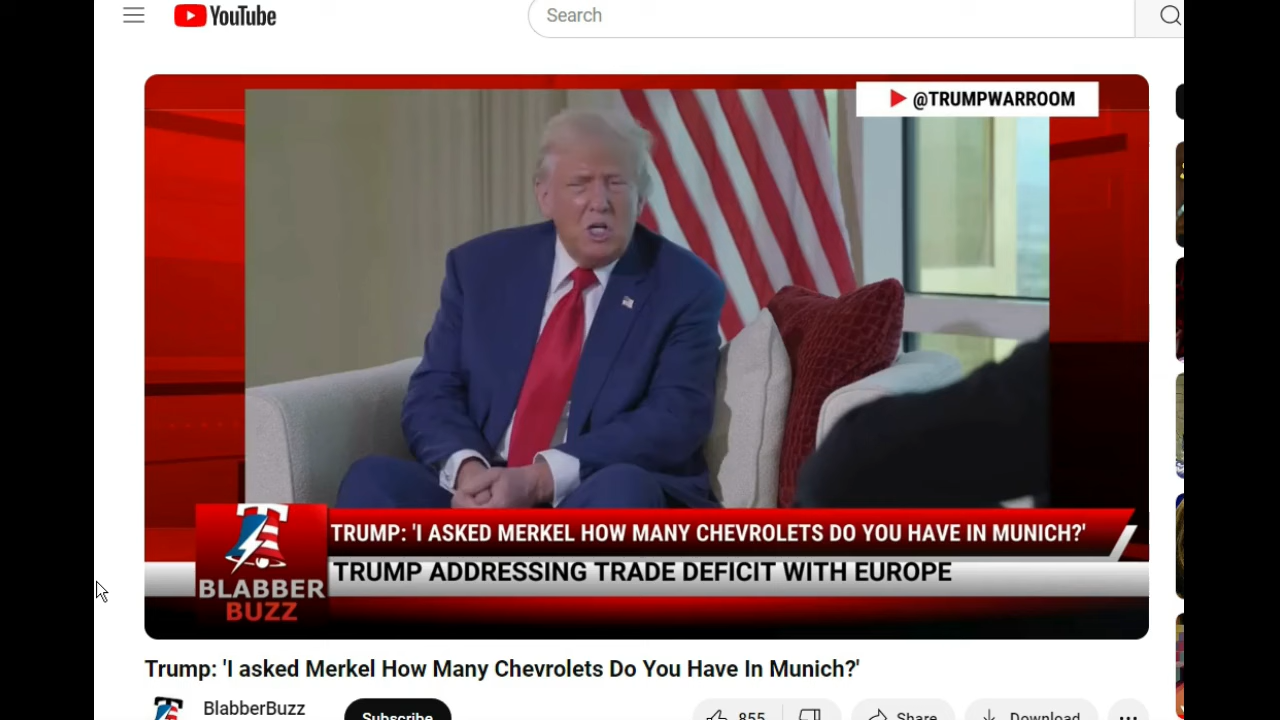 YouTube
Search
@TRUMPWARROOM
TRUMP: 'I ASKED MERKEL HOW MANY CHEVROLETS DO YOU HAVE IN MUNICH?'
TRUMP ADDRESSING TRADE DEFICIT WITH EUROPE
BLABBER
BUZZ
Trump: 'I asked Merkel How Many Chevrolets Do You Have In Munich?'
BlabberBuzz
Subscribe
855
Share
Download